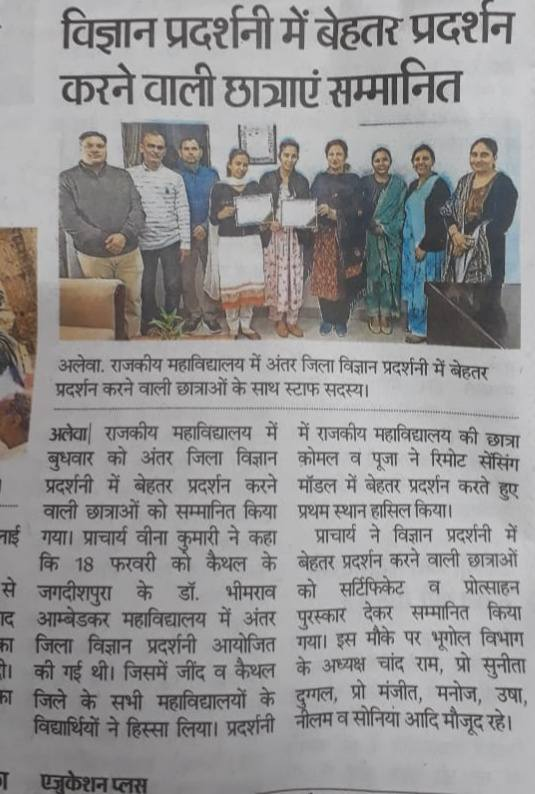 विज्ञान प्रदर्शनी में बेहतर प्रदर्शन
करने वाली छात्राएं सम्मानित
अलेवा. राजकीय महाविद्यालय में अंतर जिला विज्ञान प्रदर्शनी में बेहतर
प्रदर्शन करने वाली छात्राओं के साथ स्टाफ सदस्य।
अलेवा| राजकीय महाविद्यालय में
बुधवार को अंतर जिला विज्ञान
प्रदर्शनी में बेहतर प्रदर्शन करने
वाली छात्राओं को सम्मानित किया
गया। प्राचार्य वीना कुमारी ने कहा
कि 18 फरवरी को कैथल के
जगदीशपुरा के डॉ. भीमराव
आम्बेडकर महाविद्यालय में अंतर
जिला विज्ञान प्रदर्शनी आयोजित
की गई थी। जिसमें जींद व कैथल
जिले के सभी महाविद्यालयों के
विद्यार्थियों ने हिस्सा लिया। प्रदर्शनी
में राजकीय महाविद्यालय की छात्रा
कोमल व पूजा ने रिमोट सेंसिंग
मॉडल में बेहतर प्रदर्शन करते हुए
प्रथम स्थान हासिल किया।
प्राचार्य ने विज्ञान प्रदर्शनी में
बेहतर प्रदर्शन करने वाली छात्राओं
को सर्टिफिकेट व प्रोत्साहन
पुरस्कार देकर सम्मानित किया
गया। इस मौके पर भूगोल विभाग
के अध्यक्ष चांद राम, प्रो सुनीता
दुग्गल, प्रो मंजीत, मनोज, उषा,
नीलम व सोनिया आदि मौजूद रहे।
से
एजुकेशन प्लस